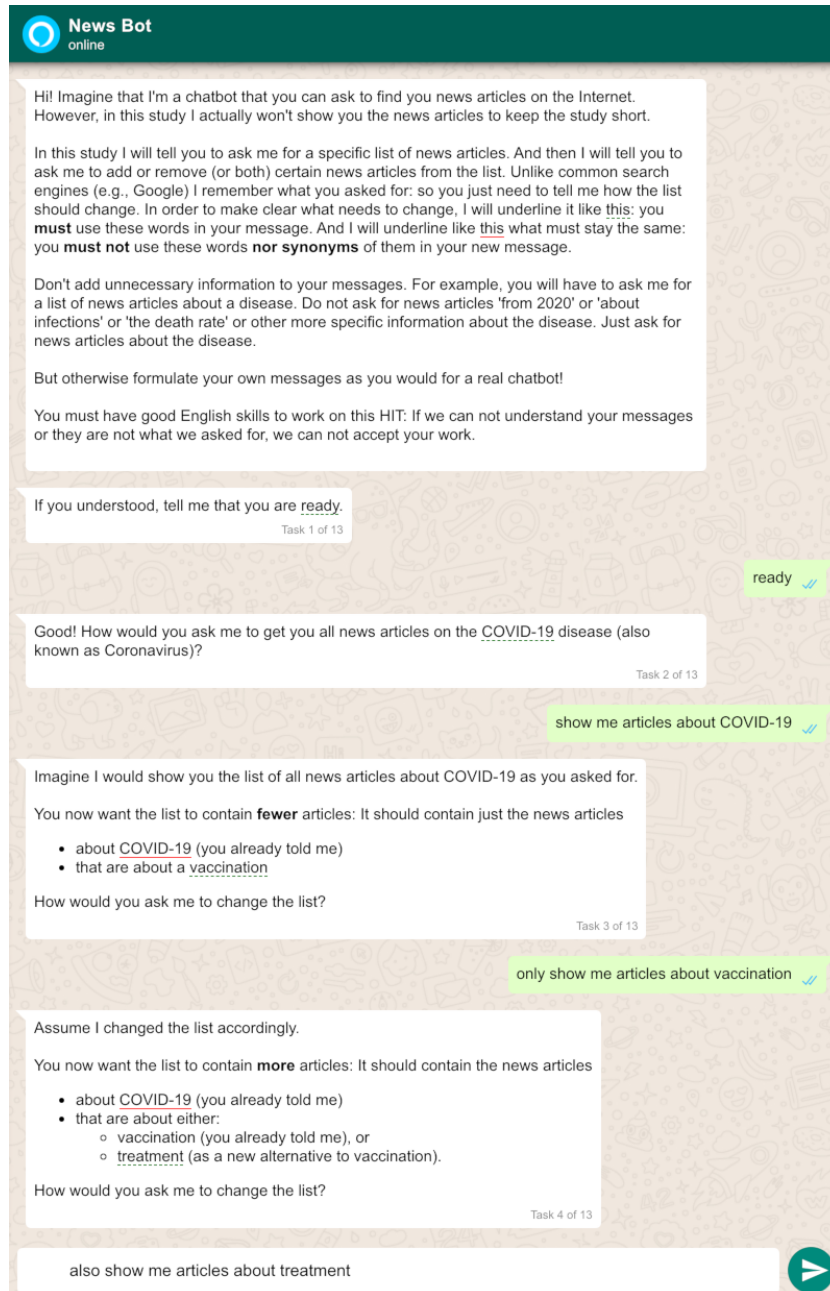 News Bot
online
Hi! Imagine that I'm a chatbot that you can ask to find you news articles on the Internet.
However, in this study I actually won't show you the news articles to keep the study short.
In this study I will tell you to ask me for a specific list of news articles. And then I will tell you to
ask me to add or remove (or both) certain news articles from the list. Unlike common search
engines (e.g., Google) I remember what you asked for: so you just need to tell me how the list
should change. In order to make clear what needs to change, I will underline it like this: you
must use these words in your message. And I will underline like this what must stay the same:
you must not use these words nor synonyms of them in your new message.
Don't add unnecessary information to your messages. For example, you will have to ask me for
a list of news articles about a disease. Do not ask for news articles 'from 2020' or 'about
infections' or 'the death rate' or other more specific information about the disease. Just ask for
news articles about the disease.
But otherwise formulate your own messages as you would for a real chatbot!
You must have good English skills to work on this HIT: If we can not understand your messages
or they are not what we asked for, we can not accept your work.
If you understood, tell me that you are ready.
Task 1 of 13
ready
Good! How would you ask me to get you all news articles on the COVID-19 disease (also
known as Coronavirus)?
Task 2 of 13
show me articles about COVID-19
Imagine I would show you the list of all news articles about COVID-19 as you asked for.
You now want the list to contain fewer articles: It should contain just the news articles
• about COVID-19 (you already told me)
• that are about a vaccination
How would you ask me to change the list?
Task 3 of 13
only show me articles about vaccination
Assume I changed the list accordingly.
You now want the list to contain more articles: It should contain the news articles
• about COVID-19 (you already told me)
• that are about either:
◦ vaccination (you already told me), or
◦ treatment (as a new alternative to vaccination).
How would you ask me to change the list?
Task 4 of 13
also show me articles about treatment